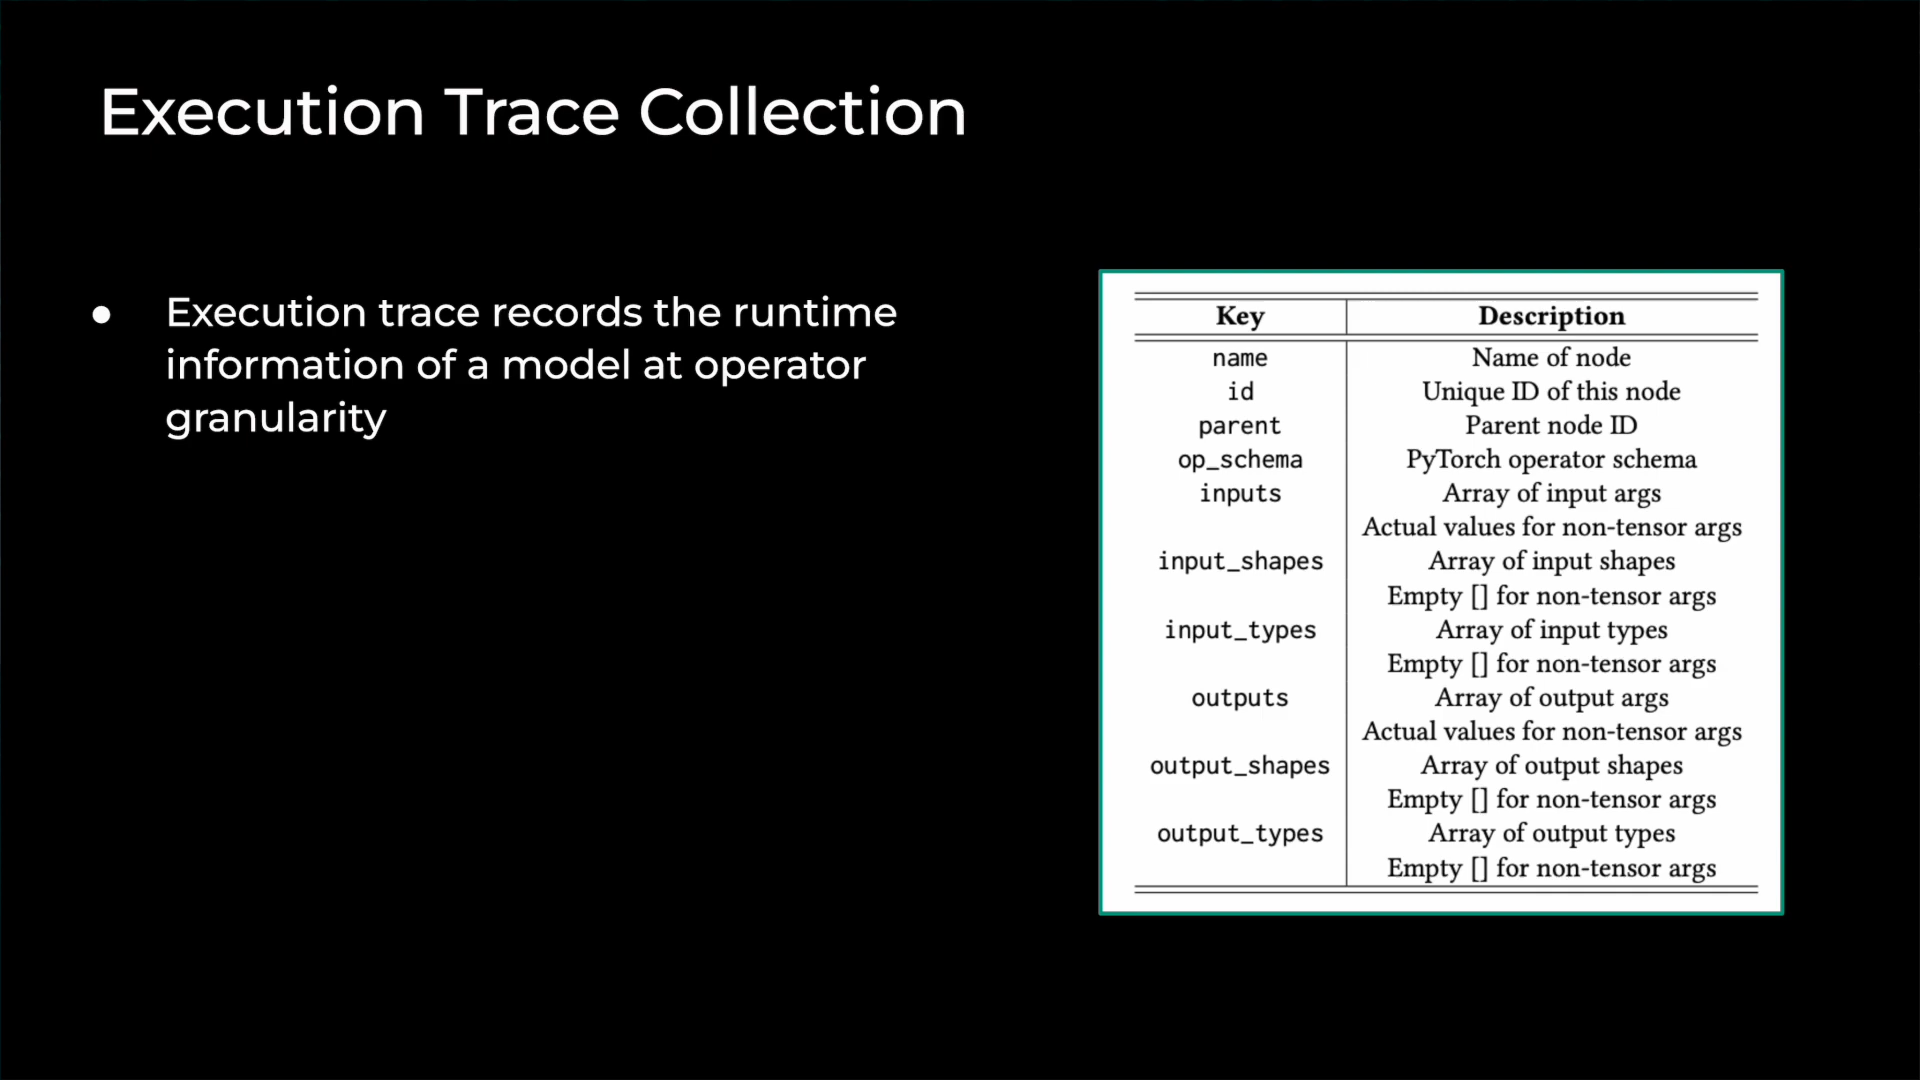 Execution Trace Collection
● Execution trace records the runtime
information of a model at operator
granularity
Key Description
name Name of node
id Unique ID of this node
parent Parent node ID
op_schema PyTorch operator schema
inputs Array of input args
Actual values for non-tensor args
input_shapes Array of input shapes
Empty [] for non-tensor args
input_types Array of input types
Empty [] for non-tensor args
outputs Array of output args
Actual values for non-tensor args
output_shapes Array of output shapes
Empty [] for non-tensor args
output_types Array of output types
Empty [] for non-tensor args